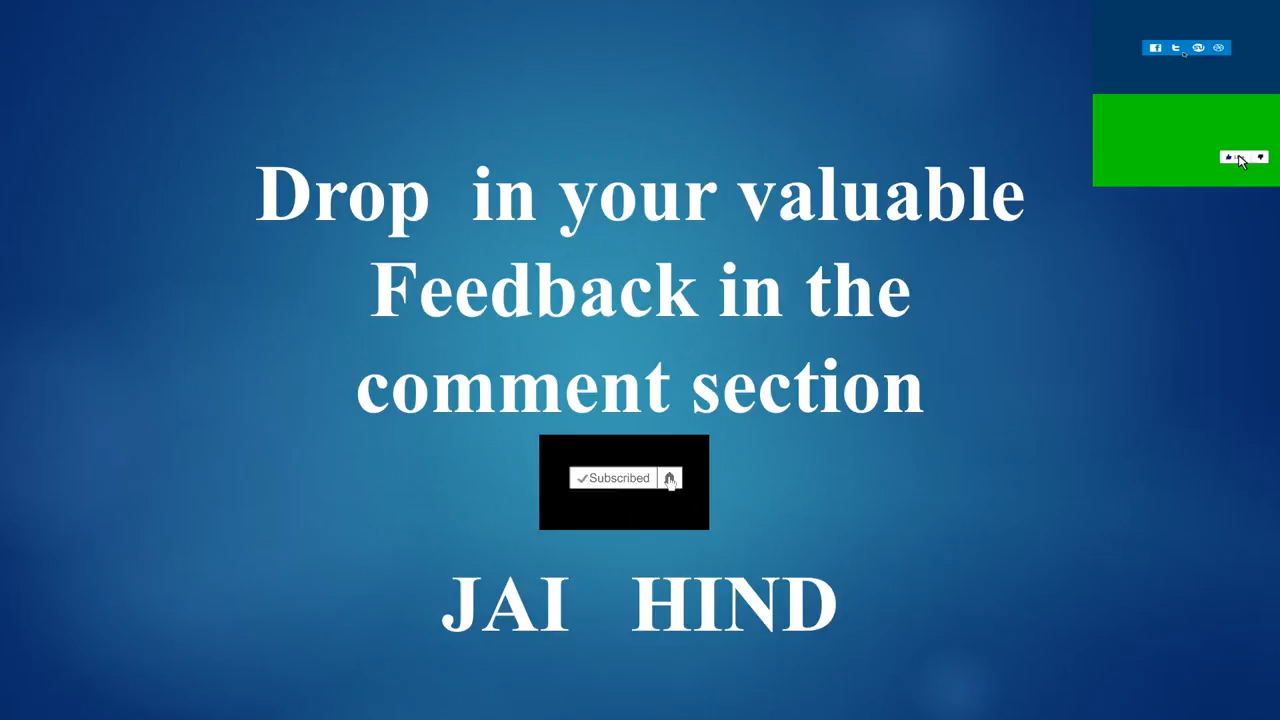 Drop in your valuable
Feedback in the
comment section
Subscribed
JAI HIND